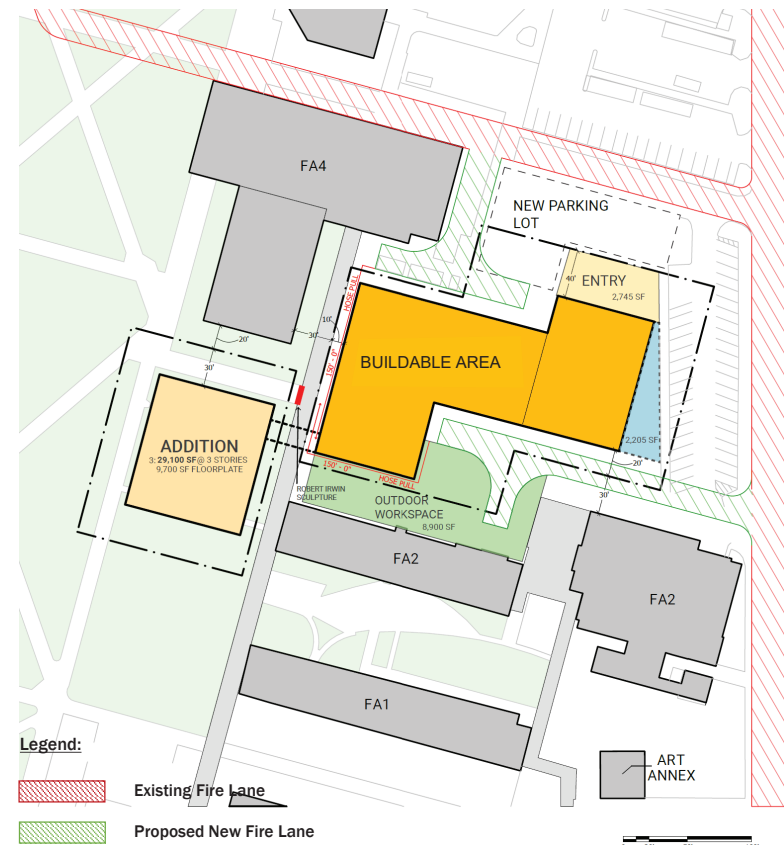 FA4
NEW PARKING
LOT
40'
ENTRY
2,745 SF
HOSE PULL
10'
30'
20'
150' - 0"
30'
BUILDABLE AREA
ADDITION
3: 29,100 SF@ 3 STORIES
9,700 SF FLOORPLATE
2,205 SF
20'
150' - 0"
HOSE PULL
ROBERT IRWIN
SCULPTURE
OUTDOOR
WORKSPACE
8,900 SF
30'
FA2
FA2
FA1
ART
ANNEX
Legend:
Existing Fire Lane
Proposed New Fire Lane